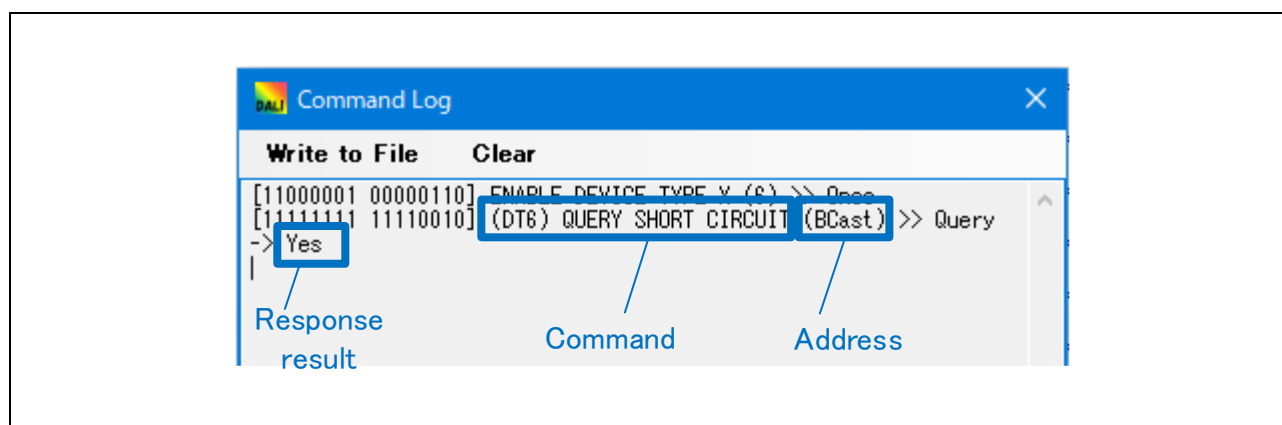 DALI Command Log
Write to File Clear
[11000001 00000110] ENABLE DEVICE TYPE X (6) >> Once
[11111111 11110010] (DT6) QUERY SHORT CIRCUIT (BCast) >> Query
-> Yes
Response result
Command
Address